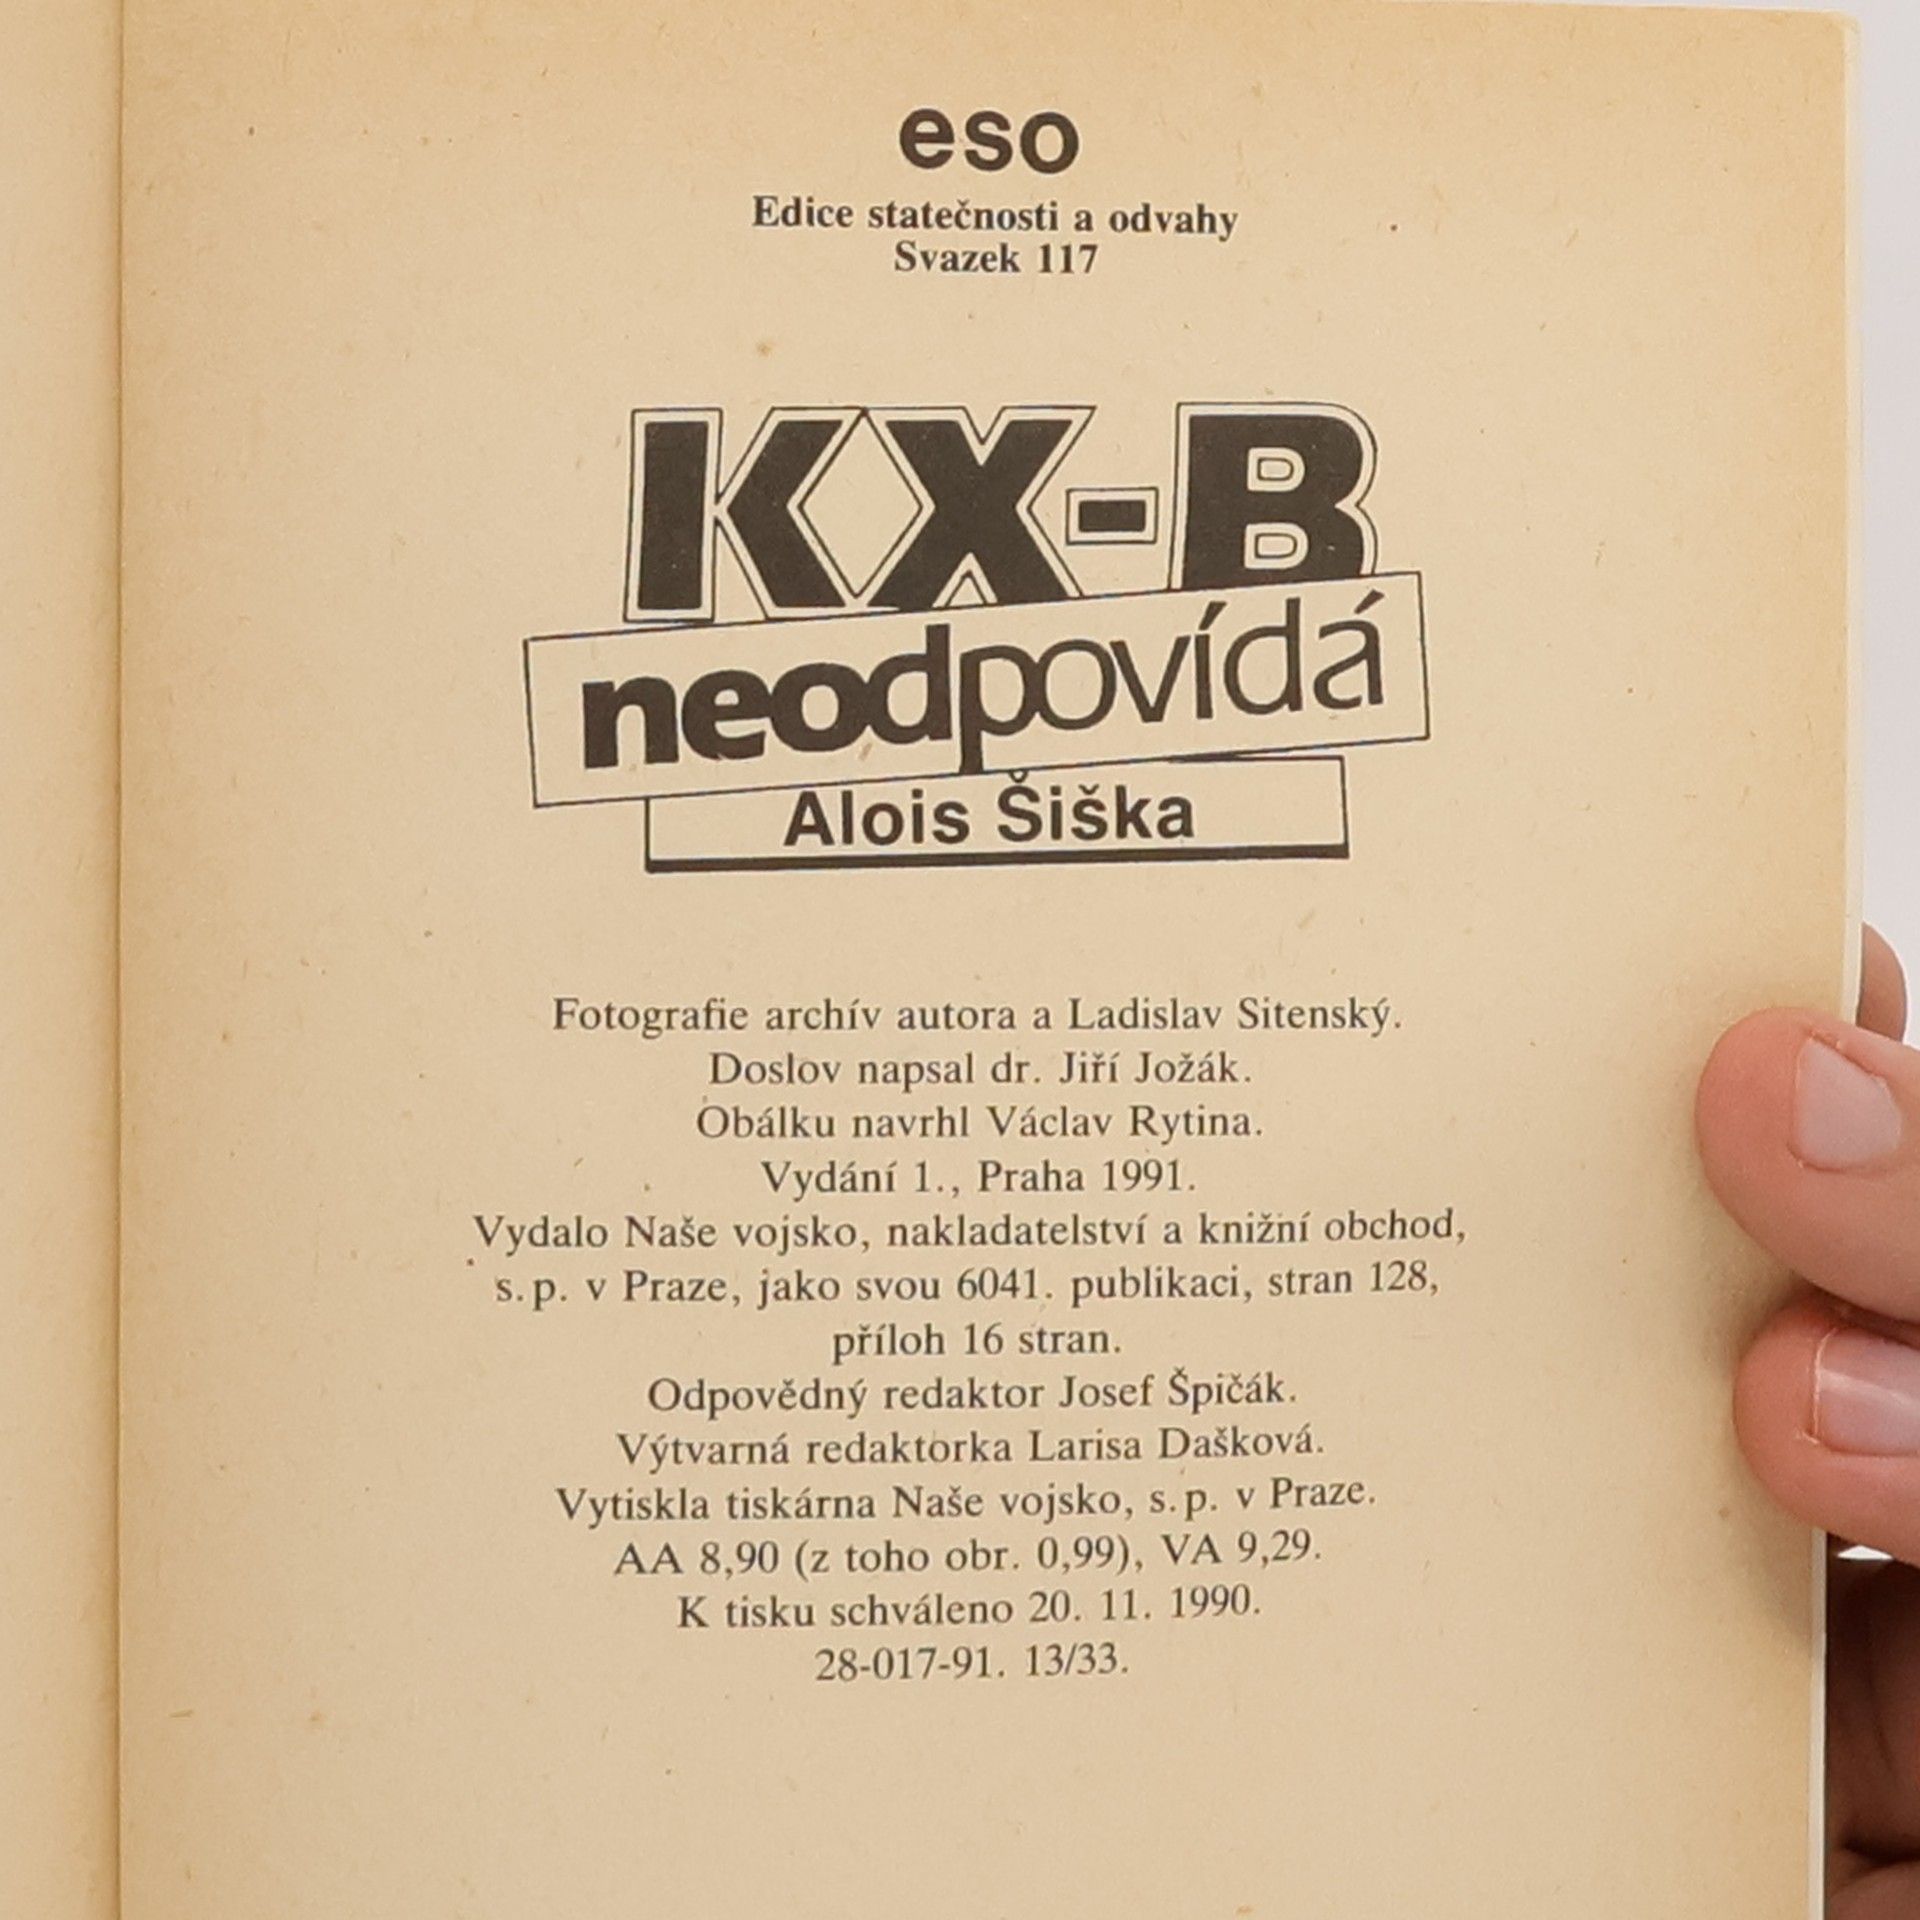 eso
Edice statečnosti a odvahy
Svazek 117
KX-B
neodpovídá
Alois Šiška
Fotografie archív autora a Ladislav Sitenský.
Doslov napsal dr. Jiří Jožák.
Obálku navrhl Václav Rytina.
Vydání 1., Praha 1991.
Vydalo Naše vojsko, nakladatelství a knižní obchod,
s. p. v Praze, jako svou 6041. publikaci, stran 128,
příloh 16 stran.
Odpovědný redaktor Josef Špičák.
Výtvarná redaktorka Larisa Dašková.
Vytiskla tiskárna Naše vojsko, s. p. v Praze.
AA 8,90 (z toho obr. 0,99), VA 9,29.
K tisku schváleno 20. 11. 1990.
28-017-91. 13/33.